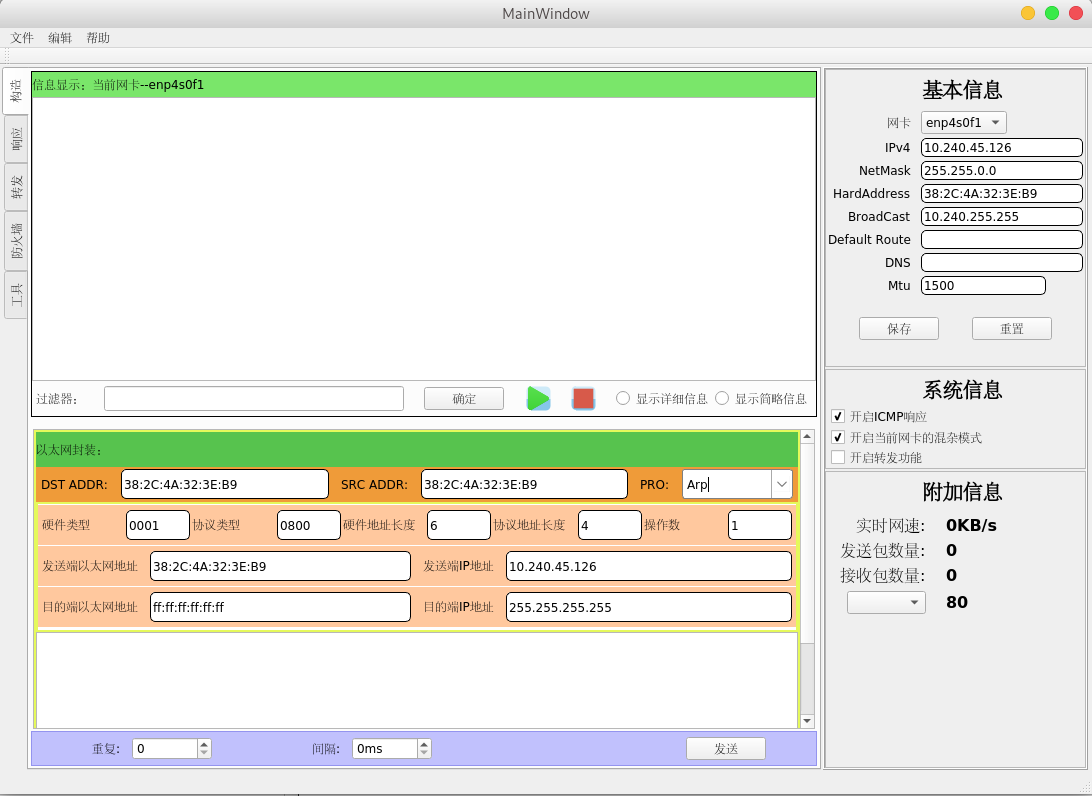 MainWindow
文件 编辑 帮助
构造
响应
转发
防火墙
工具
信息显示：当前网卡--enp4s0f1
过滤器： 确定 显示详细信息 显示简略信息
以太网封装：
DST ADDR: 38:2C:4A:32:3E:B9 SRC ADDR: 38:2C:4A:32:3E:B9 PRO: Arp
硬件类型 0001 协议类型 0800 硬件地址长度 6 协议地址长度 4 操作数 1
发送端以太网地址 38:2C:4A:32:3E:B9 发送端IP地址 10.240.45.126
目的端以太网地址 ff:ff:ff:ff:ff:ff 目的端IP地址 255.255.255.255
重复: 0 间隔: 0ms 发送
基本信息
网卡 enp4s0f1
IPv4 10.240.45.126
NetMask 255.255.0.0
HardAddress 38:2C:4A:32:3E:B9
BroadCast 10.240.255.255
Default Route
DNS
Mtu 1500
保存 重置
系统信息
开启ICMP响应
开启当前网卡的混杂模式
开启转发功能
附加信息
实时网速: 0KB/s
发送包数量: 0
接收包数量: 0
80